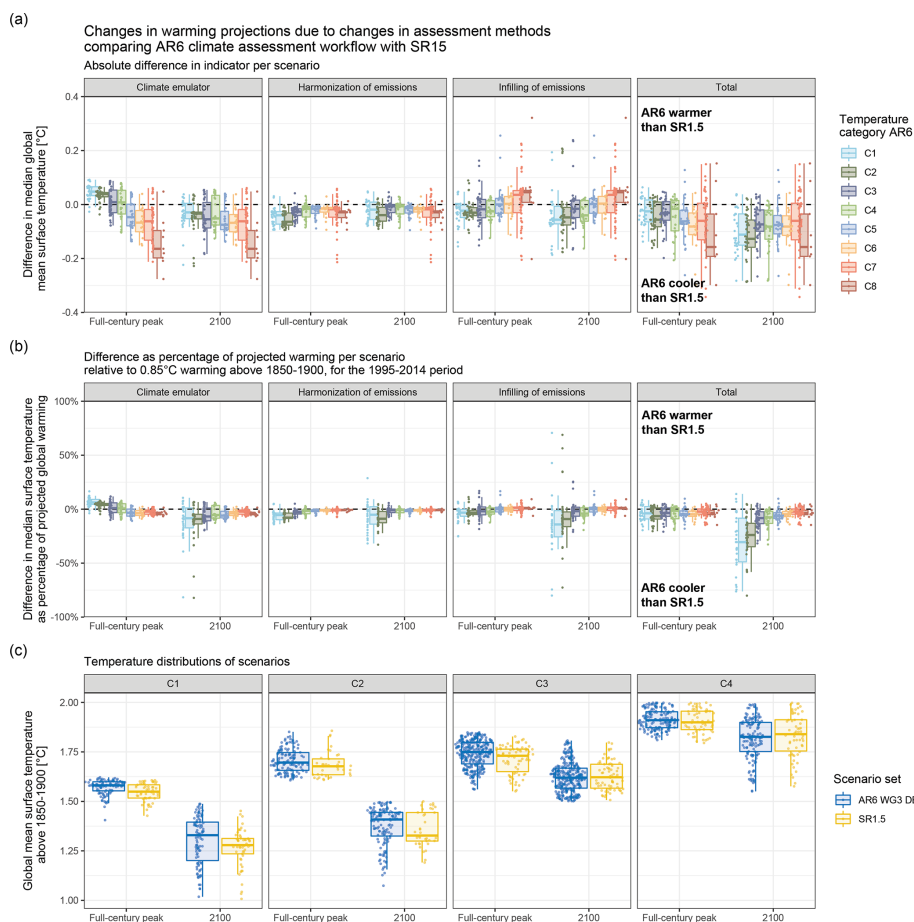 (a)
Changes in warming projections due to changes in assessment methods
comparing AR6 climate assessment workflow with SR15
Absolute difference in indicator per scenario
Climate emulator
Harmonization of emissions
Infilling of emissions
Total
Difference in median global
mean surface temperature [°C]
0.4
0.2
0.0
-0.2
-0.4
AR6 warmer
than SR1.5
AR6 cooler
than SR1.5
Full-century peak
2100
Full-century peak
2100
Full-century peak
2100
Full-century peak
2100
Temperature
category AR6
C1
C2
C3
C4
C5
C6
C7
C8
(b)
Difference as percentage of projected warming per scenario
relative to 0.85°C warming above 1850-1900, for the 1995-2014 period
Climate emulator
Harmonization of emissions
Infilling of emissions
Total
Difference in median surface temperature
as percentage of projected global warming
100%
50%
0%
-50%
-100%
AR6 warmer
than SR1.5
AR6 cooler
than SR1.5
Full-century peak
2100
Full-century peak
2100
Full-century peak
2100
Full-century peak
2100
(c)
Temperature distributions of scenarios
C1
C2
C3
C4
Global mean surface temperature
above 1850-1900 [°C]
2.00
1.75
1.50
1.25
1.00
Full-century peak
2100
Full-century peak
2100
Full-century peak
2100
Full-century peak
2100
Scenario set
AR6 WG3 DB
SR1.5